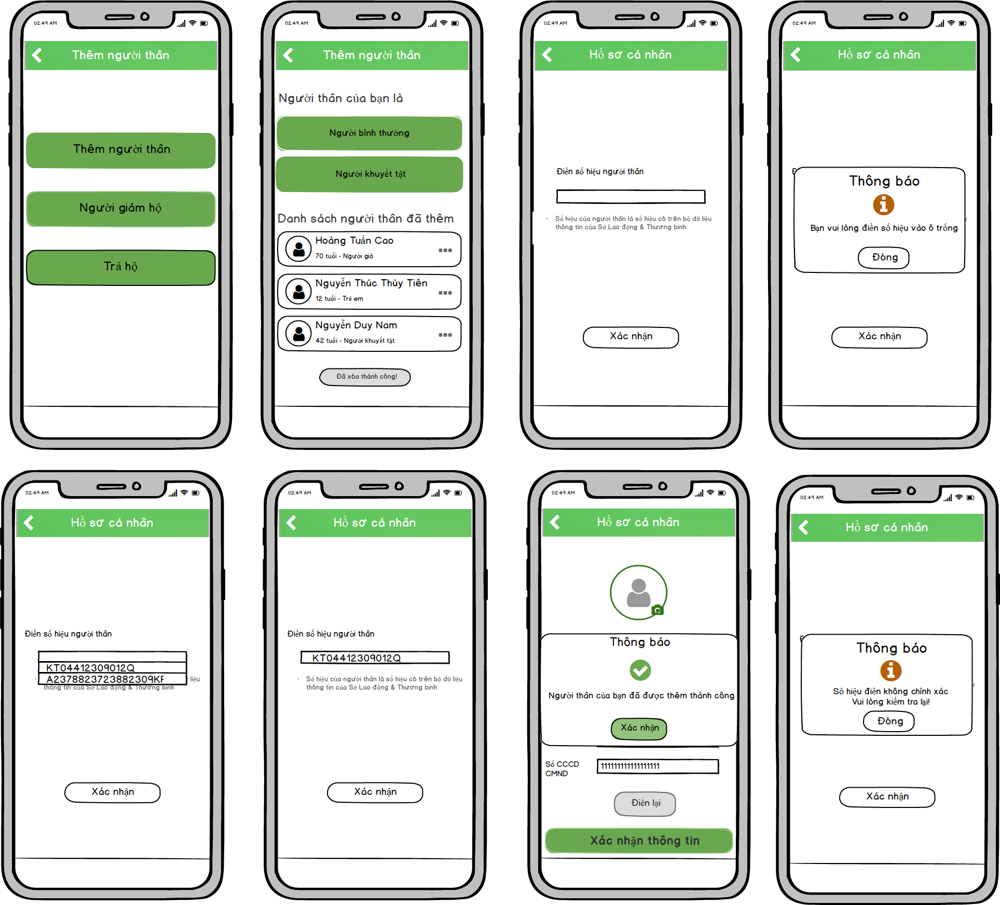 02:49 AM
Thêm người thân
Thêm người thân
Người giám hộ
Trả hộ
02:49 AM
Thêm người thân
Người thân của bạn là
Người bình thường
Người khuyết tật
Danh sách người thân đã thêm
Hoàng Tuấn Cao
70 tuổi - Người già
Nguyễn Thúc Thùy Tiên
12 tuổi - Trẻ em
Nguyễn Duy Nam
42 tuổi - Người khuyết tật
Đã xóa thành công!
02:49 AM
Hồ sơ cá nhân
Điền số hiệu người thân
· Số hiệu của người thân là số hiệu có trên bộ dữ liệu
thông tin của Sở Lao động & Thương binh
Xác nhận
02:49 AM
Hồ sơ cá nhân
Thông báo
Bạn vui lòng điền số hiệu vào ô trống
Đóng
Xác nhận
02:49 AM
Hồ sơ cá nhân
Điền số hiệu người thân
KT04412309012Q
A2378823723882309KF
liệu
thông tin của Sở Lao động & Thương binh
Xác nhận
02:49 AM
Hồ sơ cá nhân
Điền số hiệu người thân
KT04412309012Q
· Số hiệu của người thân là số hiệu có trên bộ dữ liệu
thông tin của Sở Lao động & Thương binh
Xác nhận
02:49 AM
Hồ sơ cá nhân
Thông báo
Người thân của bạn đã được thêm thành công
Xác nhận
Số CCCD
CMND
111111111111111111
Điền lại
Xác nhận thông tin
02:49 AM
Hồ sơ cá nhân
Thông báo
Số hiệu điền không chính xác
Vui lòng kiểm tra lại!
Đóng
Xác nhận